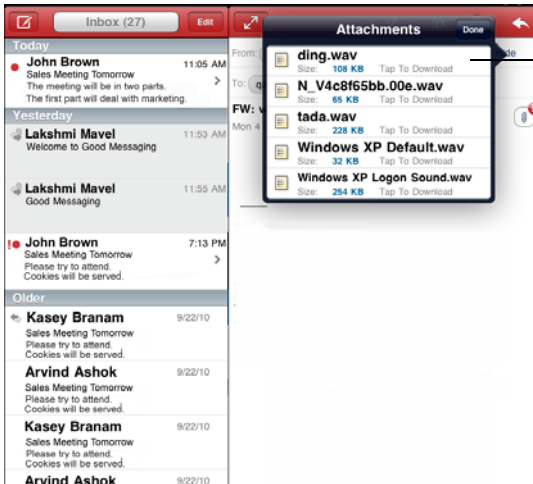 Inbox (27)
Edit
Today
John Brown 11:05 AM
Sales Meeting Tomorrow
The meeting will be in two parts.
The first part will deal with marketing.
Yesterday
Lakshmi Mavel 11:53 AM
Welcome to Good Messaging
Lakshmi Mavel 11:55 AM
Good Messaging
John Brown 7:13 PM
Sales Meeting Tomorrow
Please try to attend.
Cookies will be served.
Older
Kasey Branam 9/22/10
Sales Meeting Tomorrow
Please try to attend.
Cookies will be served.
Arvind Ashok 9/22/10
Sales Meeting Tomorrow
Please try to attend.
Cookies will be served.
Kasey Branam 9/22/10
Sales Meeting Tomorrow
Please try to attend.
Cookies will be served.
Arvind Ashok 9/22/10
From:
To:
FW:
Mon 4
Attachments
Done
ding.wav
Size: 108 KB Tap To Download
N_V4c8f65bb.00e.wav
Size: 65 KB Tap To Download
tada.wav
Size: 228 KB Tap To Download
Windows XP Default.wav
Size: 32 KB Tap To Download
Windows XP Logon Sound.wav
Size: 254 KB Tap To Download